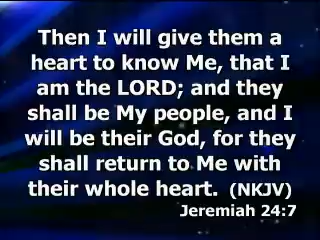 Then I will give them a
heart to know Me, that I
am the LORD; and they
shall be My people, and I
will be their God, for they
shall return to Me with
their whole heart. (NKJV)
Jeremiah 24:7